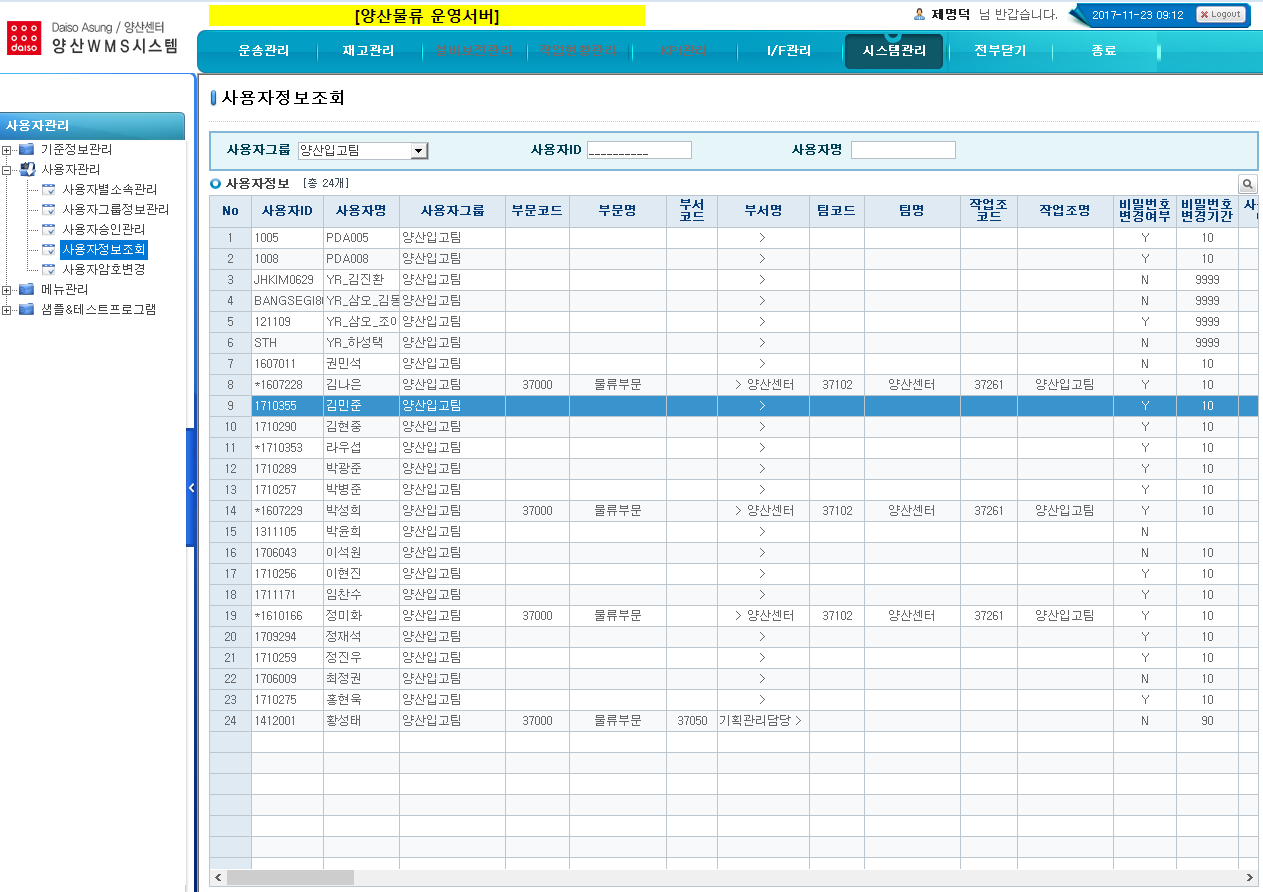 Daiso Asung / 양산센터
daiso
양산WMS시스템
[양산물류 운영서버]
제명덕 님 반갑습니다.
2017-11-23 09:12
Logout
운송관리 재고관리 I/F관리 시스템관리 전부닫기 종료
사용자관리
기준정보관리
사용자관리
사용자별소속관리
사용자그룹정보관리
사용자승인관리
사용자정보조회
사용자암호변경
메뉴관리
샘플&테스트프로그램
사용자정보조회
사용자그룹 양산입고팀 사용자ID __________ 사용자명
사용자정보 [총 24개]
No 사용자ID 사용자명 사용자그룹 부문코드 부문명 부서코드 부서명 팀코드 팀명 작업조코드 작업조명 비밀번호변경여부 비밀번호변경기간
1 1005 PDA005 양산입고팀 > Y 10
2 1008 PDA008 양산입고팀 > Y 10
3 JHKIM0629 YR_김진환 양산입고팀 > N 9999
4 BANGSEGI8 YR_삼오_김동 양산입고팀 > N 9999
5 121109 YR_삼오_조 양산입고팀 > Y 9999
6 STH YR_하성택 양산입고팀 > N 9999
7 1607011 권민석 양산입고팀 > N 10
8 *1607228 김나은 양산입고팀 37000 물류부문 > 양산센터 37102 양산센터 37261 양산입고팀 Y 10
9 1710355 김민준 양산입고팀 > Y 10
10 1710290 김현중 양산입고팀 > Y 10
11 *1710353 라우섭 양산입고팀 > Y 10
12 1710289 박광준 양산입고팀 > Y 10
13 1710257 박병준 양산입고팀 > Y 10
14 *1607229 박성희 양산입고팀 37000 물류부문 > 양산센터 37102 양산센터 37261 양산입고팀 Y 10
15 1311105 박윤희 양산입고팀 > N
16 1706043 이석원 양산입고팀 > N 10
17 1710256 이현진 양산입고팀 > Y 10
18 1711171 임찬수 양산입고팀 > Y 10
19 *1610166 정미화 양산입고팀 37000 물류부문 > 양산센터 37102 양산센터 37261 양산입고팀 Y 10
20 1709294 정재석 양산입고팀 > Y 10
21 1710259 정진우 양산입고팀 > Y 10
22 1706009 최정권 양산입고팀 > N 10
23 1710275 홍현욱 양산입고팀 > Y 10
24 1412001 황성태 양산입고팀 37000 물류부문 37050 기획관리담당 > N 90